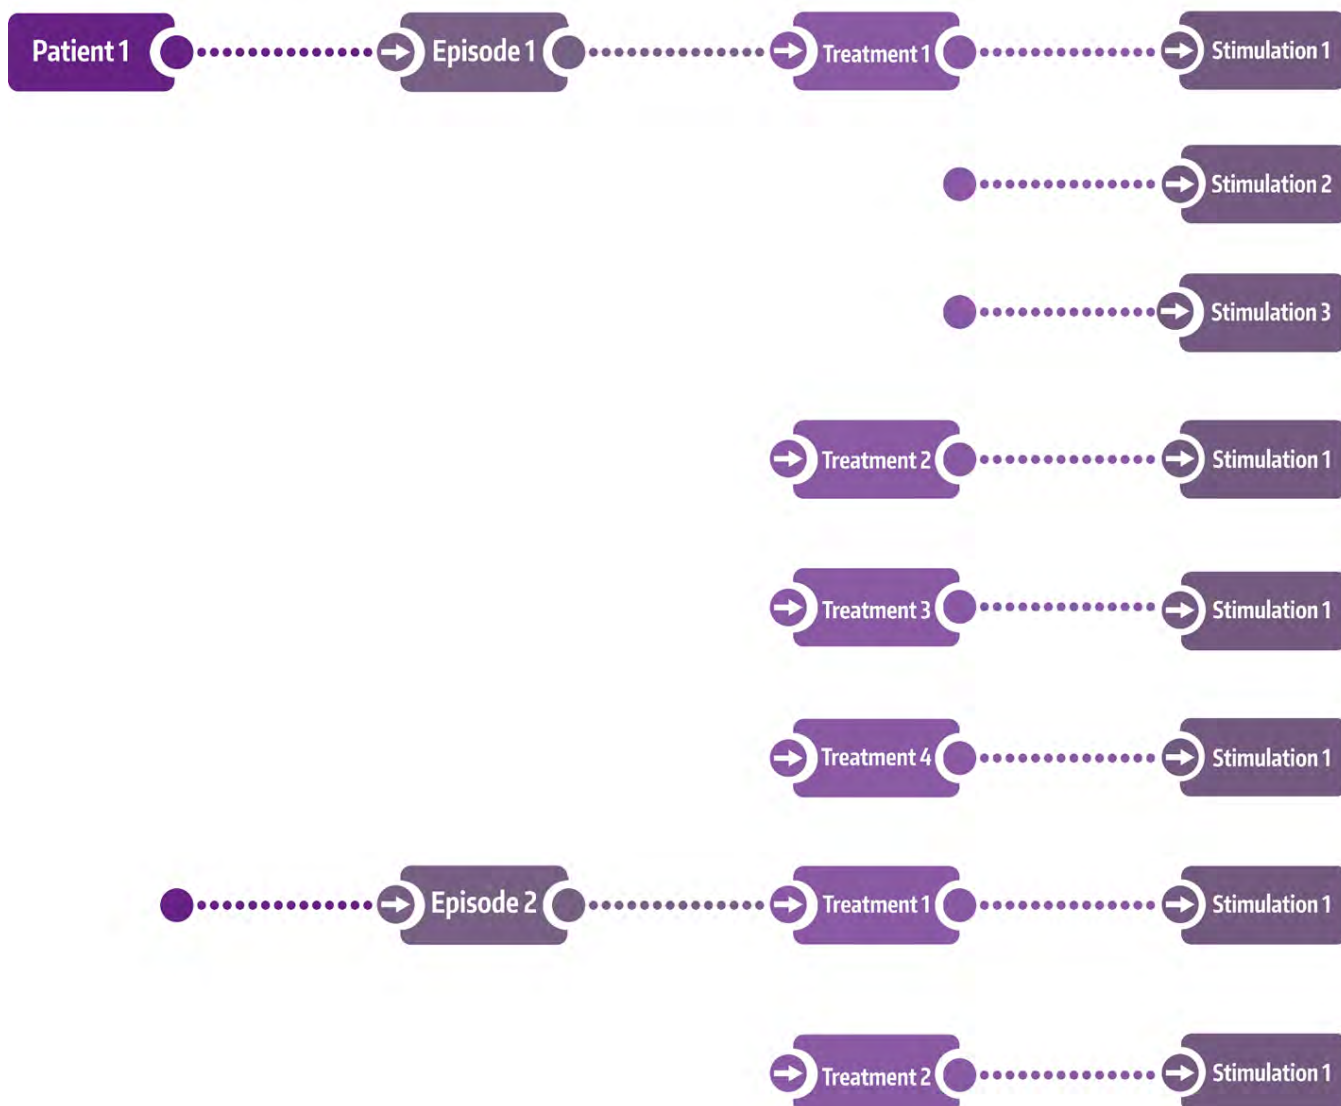 Patient 1 Episode 1 Treatment 1 Stimulation 1
Stimulation 2
Stimulation 3
Treatment 2 Stimulation 1
Treatment 3 Stimulation 1
Treatment 4 Stimulation 1
Episode 2 Treatment 1 Stimulation 1
Treatment 2 Stimulation 1